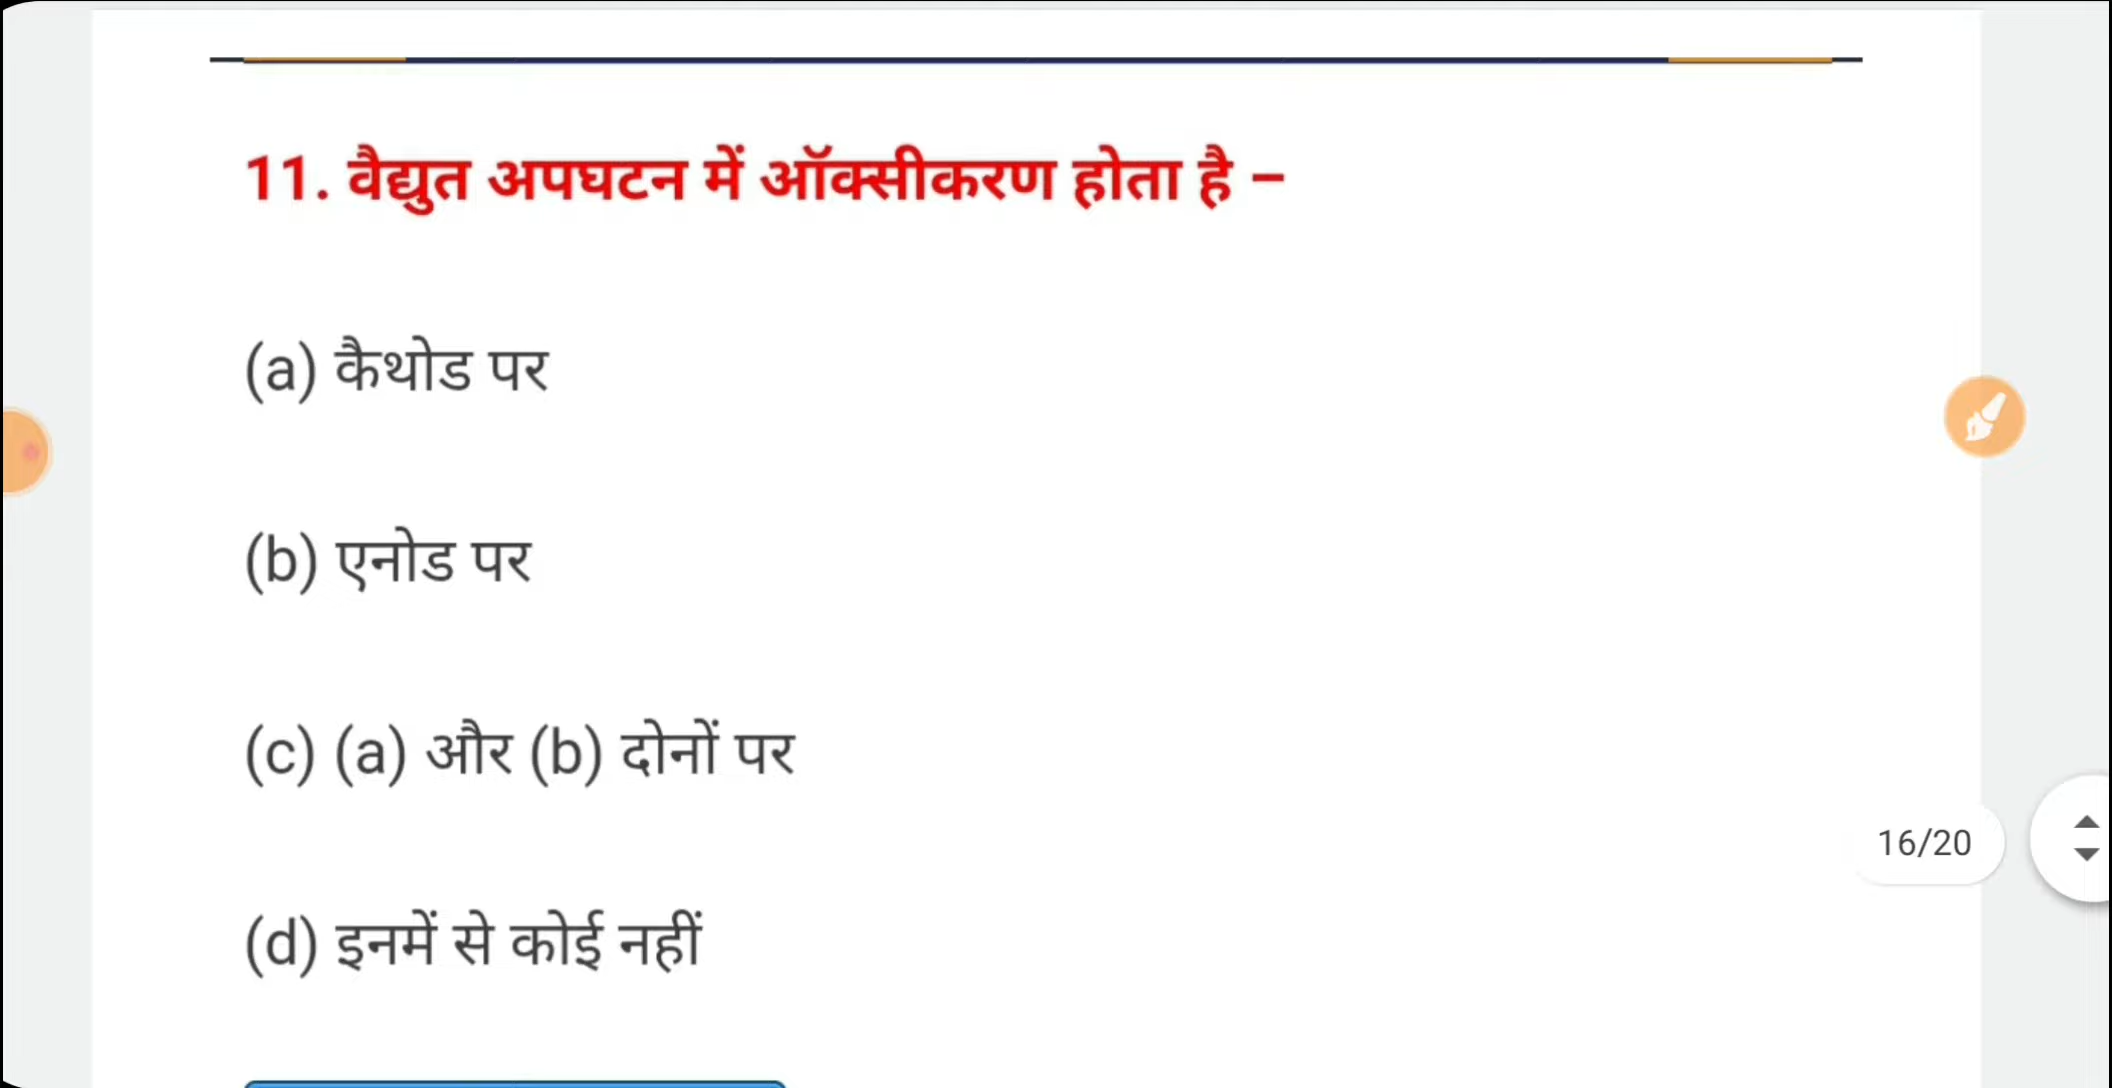 11. वैद्युत अपघटन में ऑक्सीकरण होता है –
(a) कैथोड पर
(b) एनोड पर
(c) (a) और (b) दोनों पर
16/20
(d) इनमें से कोई नहीं